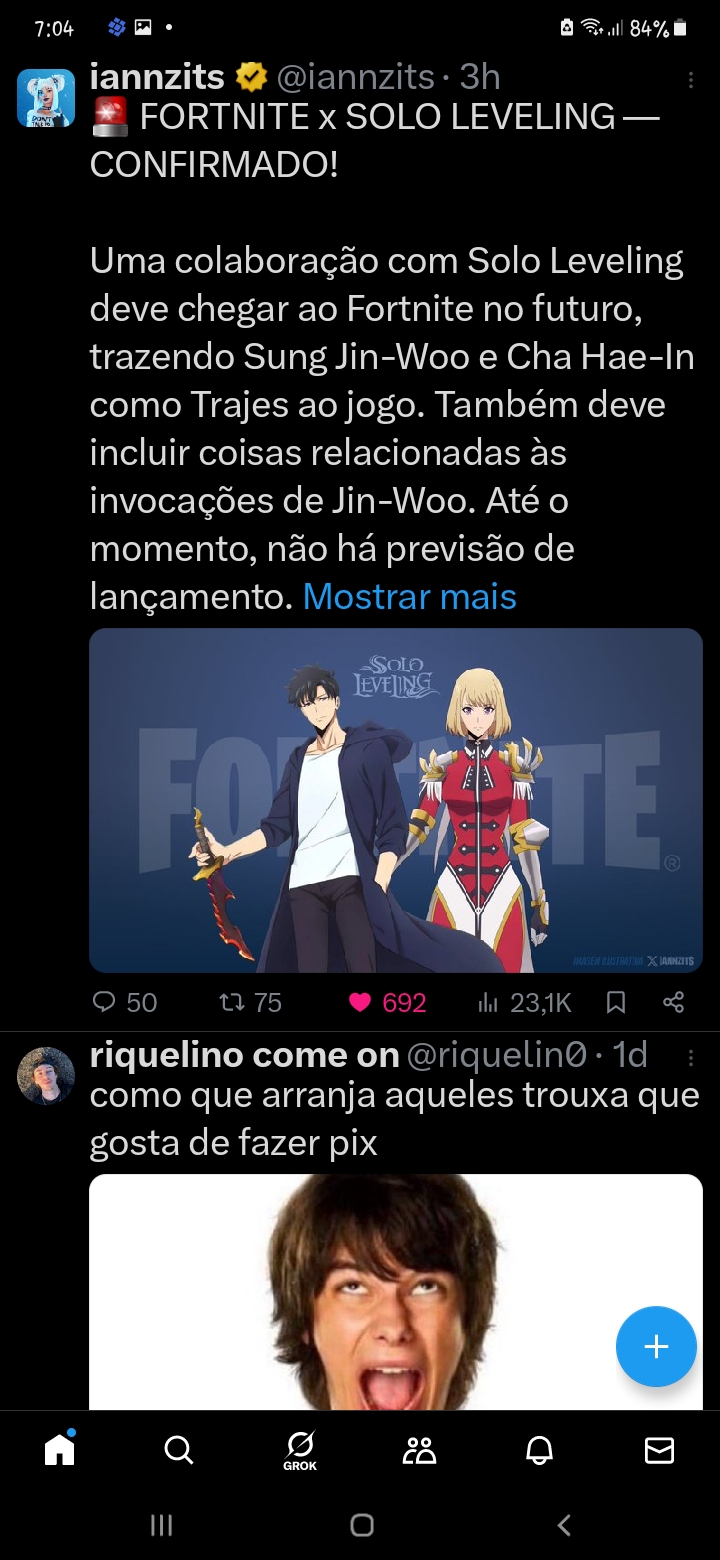 7:04
84%
iannzits @iannzits · 3h
🚨 FORTNITE x SOLO LEVELING —
CONFIRMADO!
Uma colaboração com Solo Leveling
deve chegar ao Fortnite no futuro,
trazendo Sung Jin-Woo e Cha Hae-In
como Trajes ao jogo. Também deve
incluir coisas relacionadas às
invocações de Jin-Woo. Até o
momento, não há previsão de
lançamento. Mostrar mais
SOLO
LEVELING
®
IMAGEM ILUSTRATIVA X IANNZITS
50 75 692 23,1K
riquelino come on @riquelin0 · 1d
como que arranja aqueles trouxa que
gosta de fazer pix
GROK